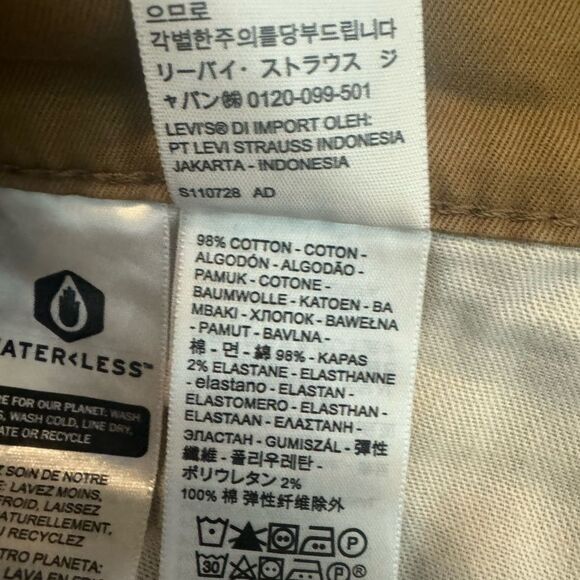 으므로
각별한주의를당부드립니다
リーバイ・ストラウス ジ
ャパン㈱ 0120-099-501
LEVI'S® DI IMPORT OLEH:
PT LEVI STRAUSS INDONESIA
JAKARTA - INDONESIA
S110728 AD
98% COTTON - COTON -
ALGODÓN - ALGODÃO -
PAMUK - COTONE -
BAUMWOLLE - KATOEN - BA
MBAKI - ХЛОПОК - BAWEŁNA
- PAMUT - BAVLNA -
棉 - 면 - 綿 98% - KAPAS
2% ELASTANE - ELASTHANNE
- elastano - ELASTAN -
ELASTOMERO - ELASTHAN -
ELASTAAN - ΕΛΑΣΤΑΝΗ -
ЭЛАСТАН - GUMISZÁL - 彈性
纖維 - 폴리우레탄 -
ポリウレタン 2%
100% 棉 弹性纤维除外
P
30
P
®
ATER<LESS™
RE FOR OUR PLANET: WASH
S, WASH COLD, LINE DRY,
ATE OR RECYCLE
Z SOIN DE NOTRE
E: LAVEZ MOINS,
FROID, LAISSEZ
NATURELLEMENT,
U RECYCLEZ
TRO PLANETA: